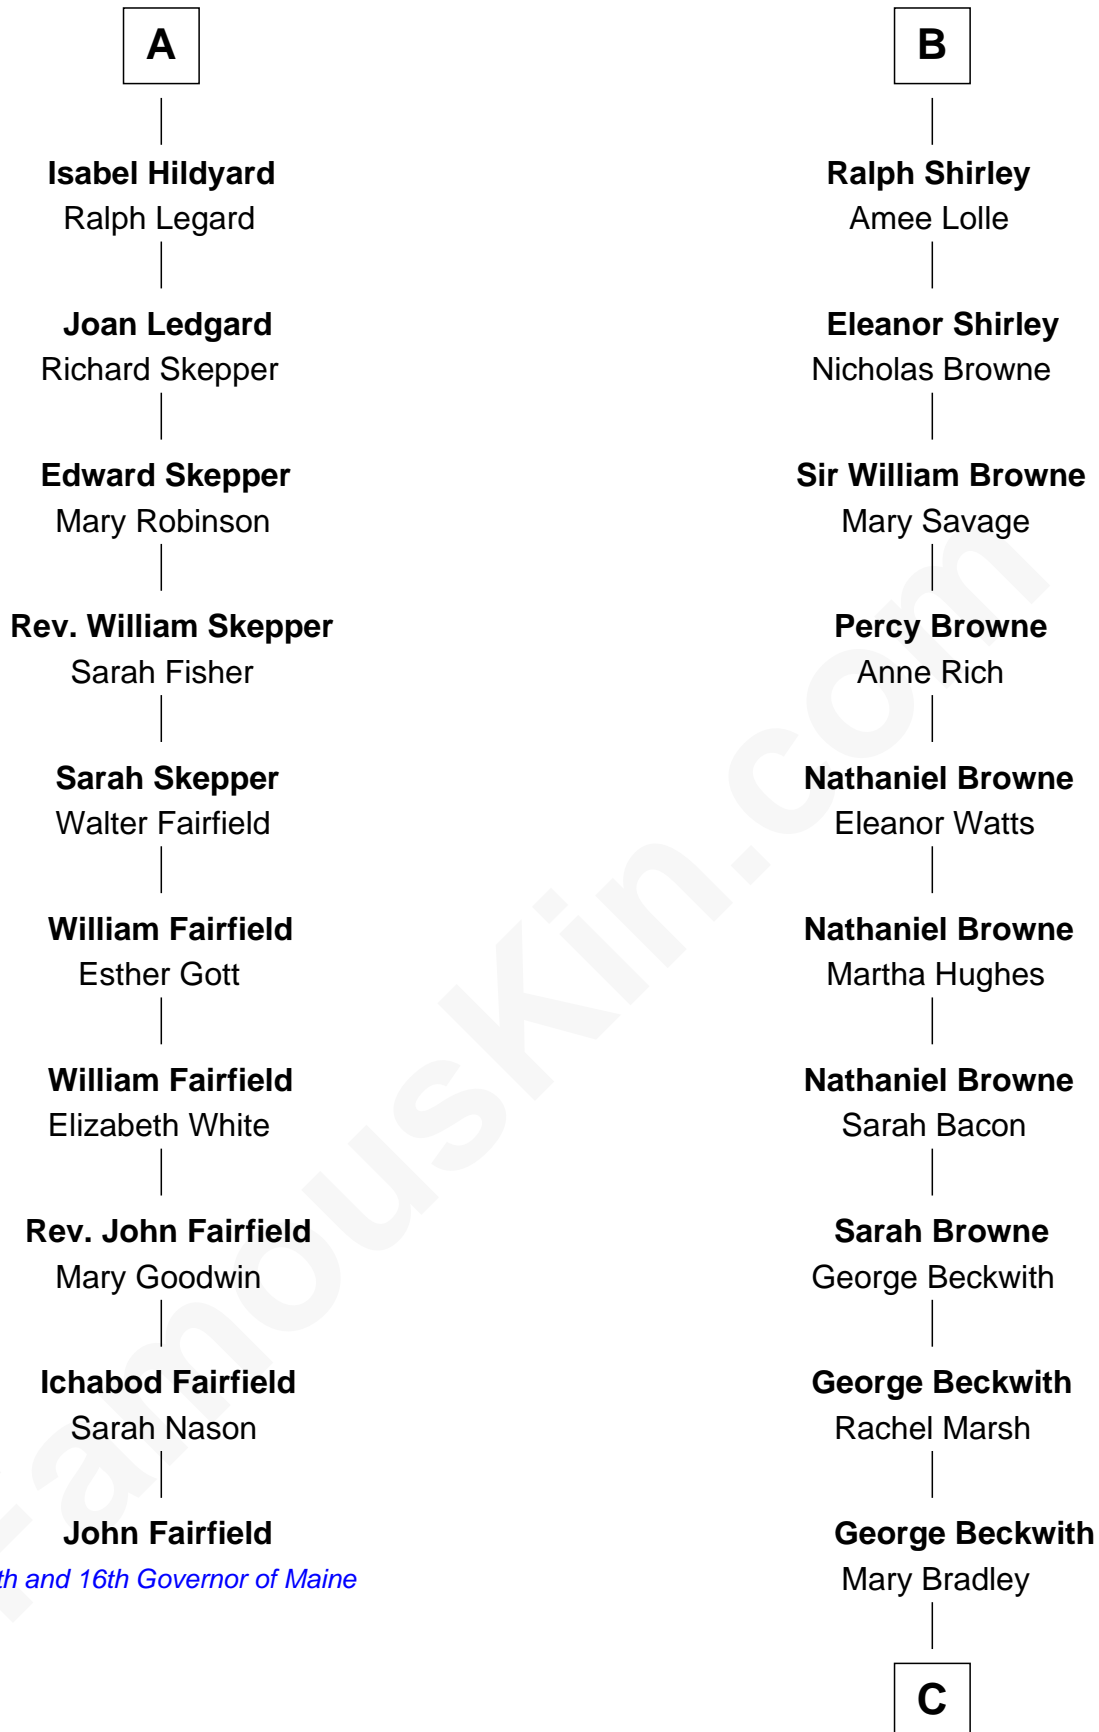 A
Isabel Hildyard
Ralph Legard
Joan Ledgard
Richard Skepper
Edward Skepper
Mary Robinson
Rev. William Skepper
Sarah Fisher
Sarah Skepper
Walter Fairfield
William Fairfield
Esther Gott
William Fairfield
Elizabeth White
Rev. John Fairfield
Mary Goodwin
Ichabod Fairfield
Sarah Nason
John Fairfield
th and 16th Governor of Maine
B
Ralph Shirley
Amee Lolle
Eleanor Shirley
Nicholas Browne
Sir William Browne
Mary Savage
Percy Browne
Anne Rich
Nathaniel Browne
Eleanor Watts
Nathaniel Browne
Martha Hughes
Nathaniel Browne
Sarah Bacon
Sarah Browne
George Beckwith
George Beckwith
Rachel Marsh
George Beckwith
Mary Bradley
C
FamousKin.com